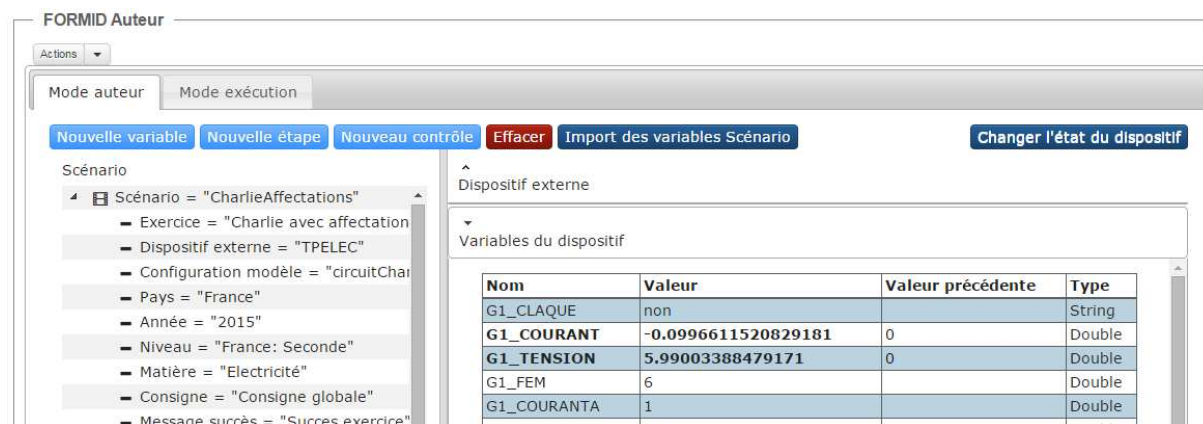 FORMID Auteur
Actions
Mode auteur Mode exécution
Nouvelle variable Nouvelle étape Nouveau contrôle Effacer Import des variables Scénario Changer l'état du dispositif
Scénario
Scénario = "CharlieAffectations"
Exercice = "Charlie avec affectation
Dispositif externe = "TPELEC"
Configuration modèle = "circuitChar
Pays = "France"
Année = "2015"
Niveau = "France: Seconde"
Matière = "Electricité"
Consigne = "Consigne globale"
Message succès = "Succes exercice"
Dispositif externe
Variables du dispositif
Nom Valeur Valeur précédente Type
G1_CLAQUE non String
G1_COURANT -0.0996611520829181 0 Double
G1_TENSION 5.99003388479171 0 Double
G1_FEM 6 Double
G1_COURANTA 1 Double